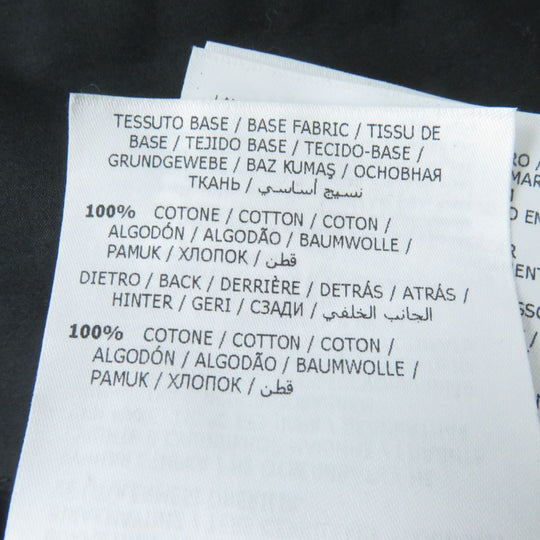 TESSUTO BASE / BASE FABRIC / TISSU DE
BASE / TEJIDO BASE / TECIDO-BASE /
GRUNDGEWEBE / BAZ KUMAŞ / ОСНОВНАЯ
ТКАНЬ / نسيج أساسي
100% COTONE / COTTON / COTON /
ALGODÓN / ALGODÃO / BAUMWOLLE /
PAMUK / ХЛОПОК / قطن
DIETRO / BACK / DERRIÈRE / DETRÁS / ATRÁS /
HINTER / GERI / СЗАДИ / الجانب الخلفي
100% COTONE / COTTON / COTON /
ALGODÓN / ALGODÃO / BAUMWOLLE /
PAMUK / ХЛОПОК / قطن